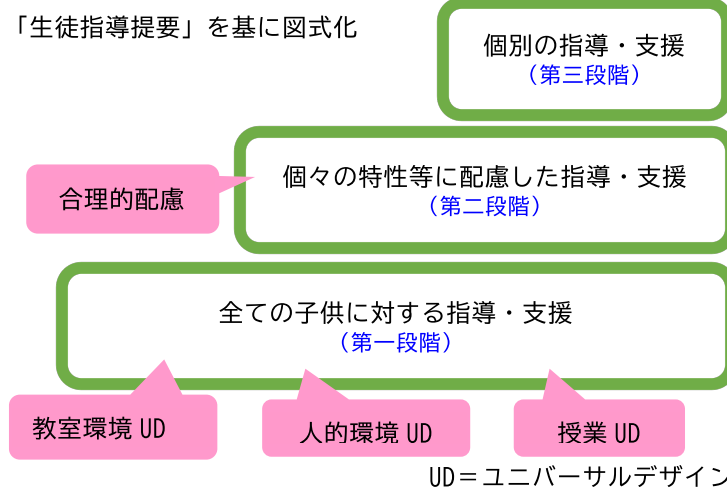 「生徒指導提要」を基に図式化
個別の指導・支援
（第三段階）
個々の特性等に配慮した指導・支援
（第二段階）
合理的配慮
全ての子供に対する指導・支援
（第一段階）
教室環境 UD
人的環境 UD
授業 UD
UD＝ユニバーサルデザイン